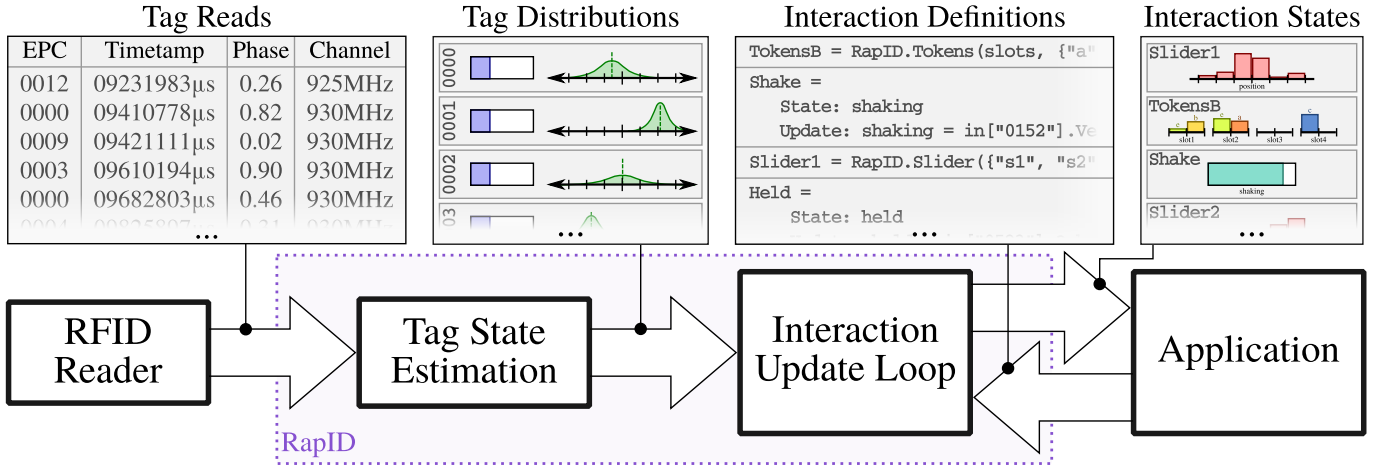 Tag Reads
EPC Timetamp Phase Channel
0012 09231983μs 0.26 925MHz
0000 09410778μs 0.82 930MHz
0009 09421111μs 0.02 930MHz
0003 09610194μs 0.90 930MHz
0000 09682803μs 0.46 930MHz
...
Tag Distributions
0000
0001
0002
03
...
Interaction Definitions
TokensB = RapID.Tokens(slots, {"a"
Shake =
State: shaking
Update: shaking = in["0152"].Ve
Slider1 = RapID.Slider({"s1", "s2"
Held =
State: held
...
Interaction States
Slider1
position
TokensB
c b c a c
slot1 slot2 slot3 slot4
Shake
shaking
Slider2
...
RFID
Reader
Tag State
Estimation
Interaction
Update Loop
Application
RapID